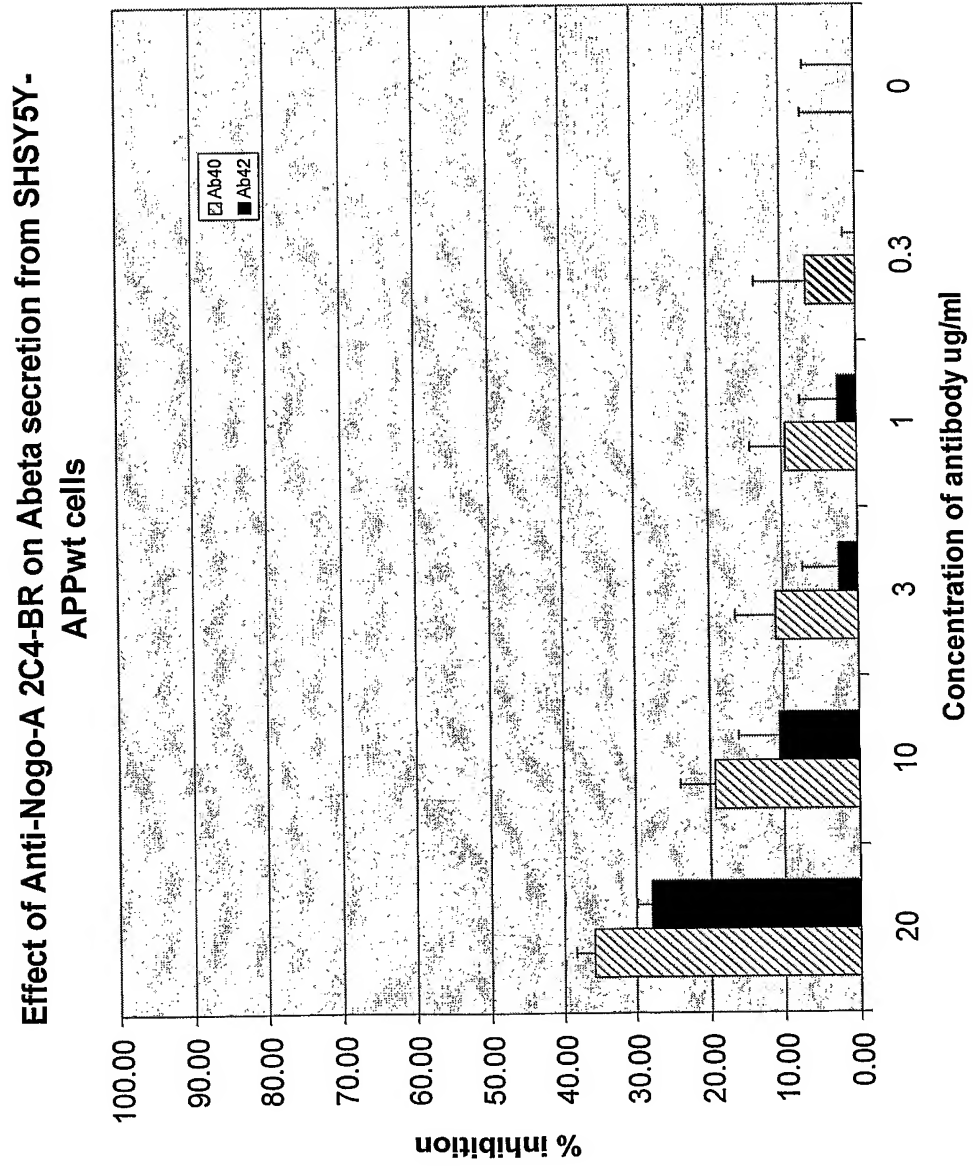 Effect of Anti-Nogo-A 2C4-BR on Abeta secretion from SHSY5Y-
APPwt cells
Ab40
Ab42
100.00
90.00
80.00
70.00
60.00
50.00
40.00
30.00
20.00
10.00
0.00
% inhibition
20
10
3
1
0.3
0
Concentration of antibody ug/ml